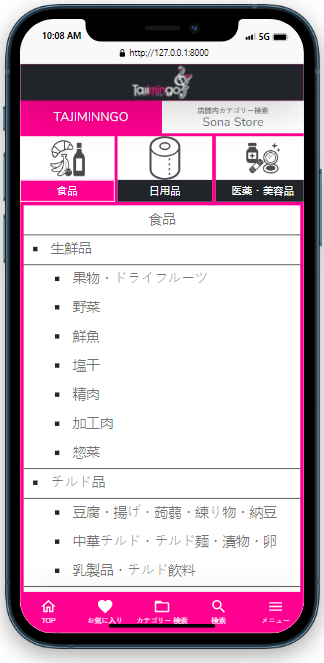 10:08 AM
5G
http://127.0.0.1:8000
Tajiminngo
TAJIMINNGO
店舗内カテゴリー検索
Sona Store
食品
日用品
医薬・美容品
食品
生鮮品
果物・ドライフルーツ
野菜
鮮魚
塩干
精肉
加工肉
惣菜
チルド品
豆腐・揚げ・蒟蒻・練り物・納豆
中華チルド・チルド麺・漬物・卵
乳製品・チルド飲料
TOP
お気に入り
カテゴリー 検索
検索
メニュー